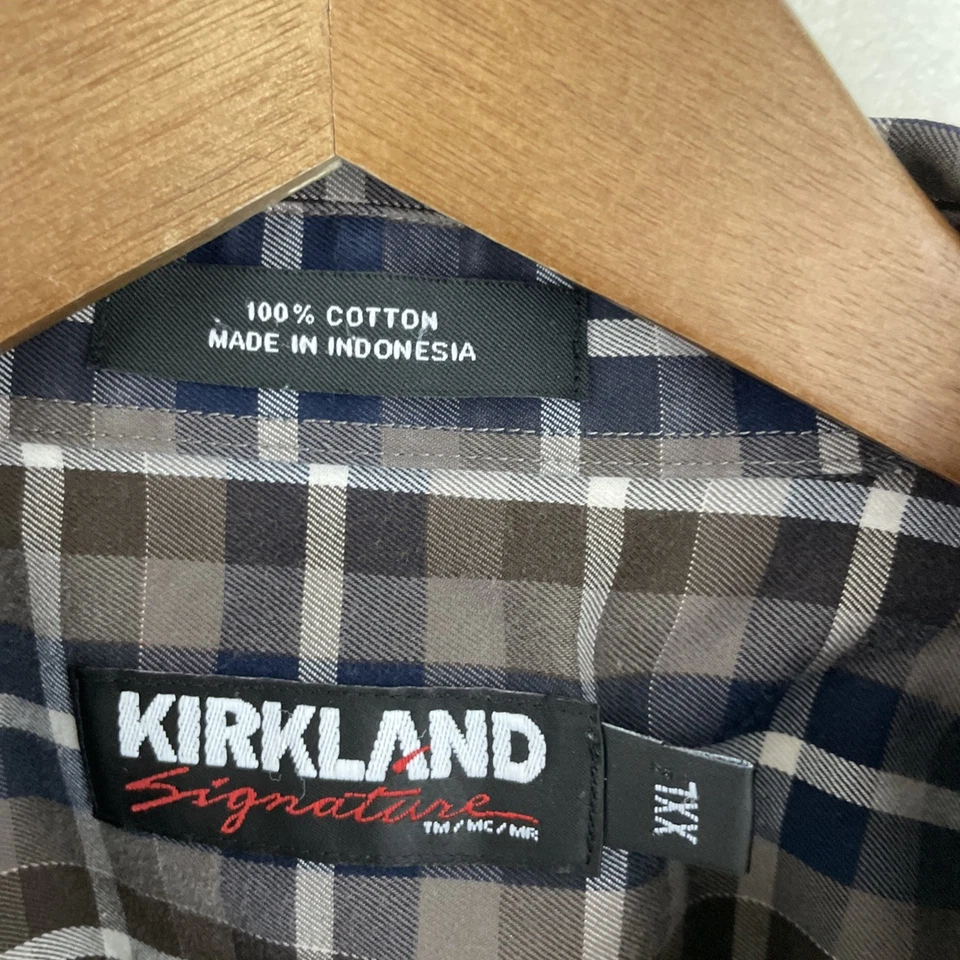 100% COTTON
MADE IN INDONESIA
KIRKLAND
Signature
TM/MC/MR
XXL